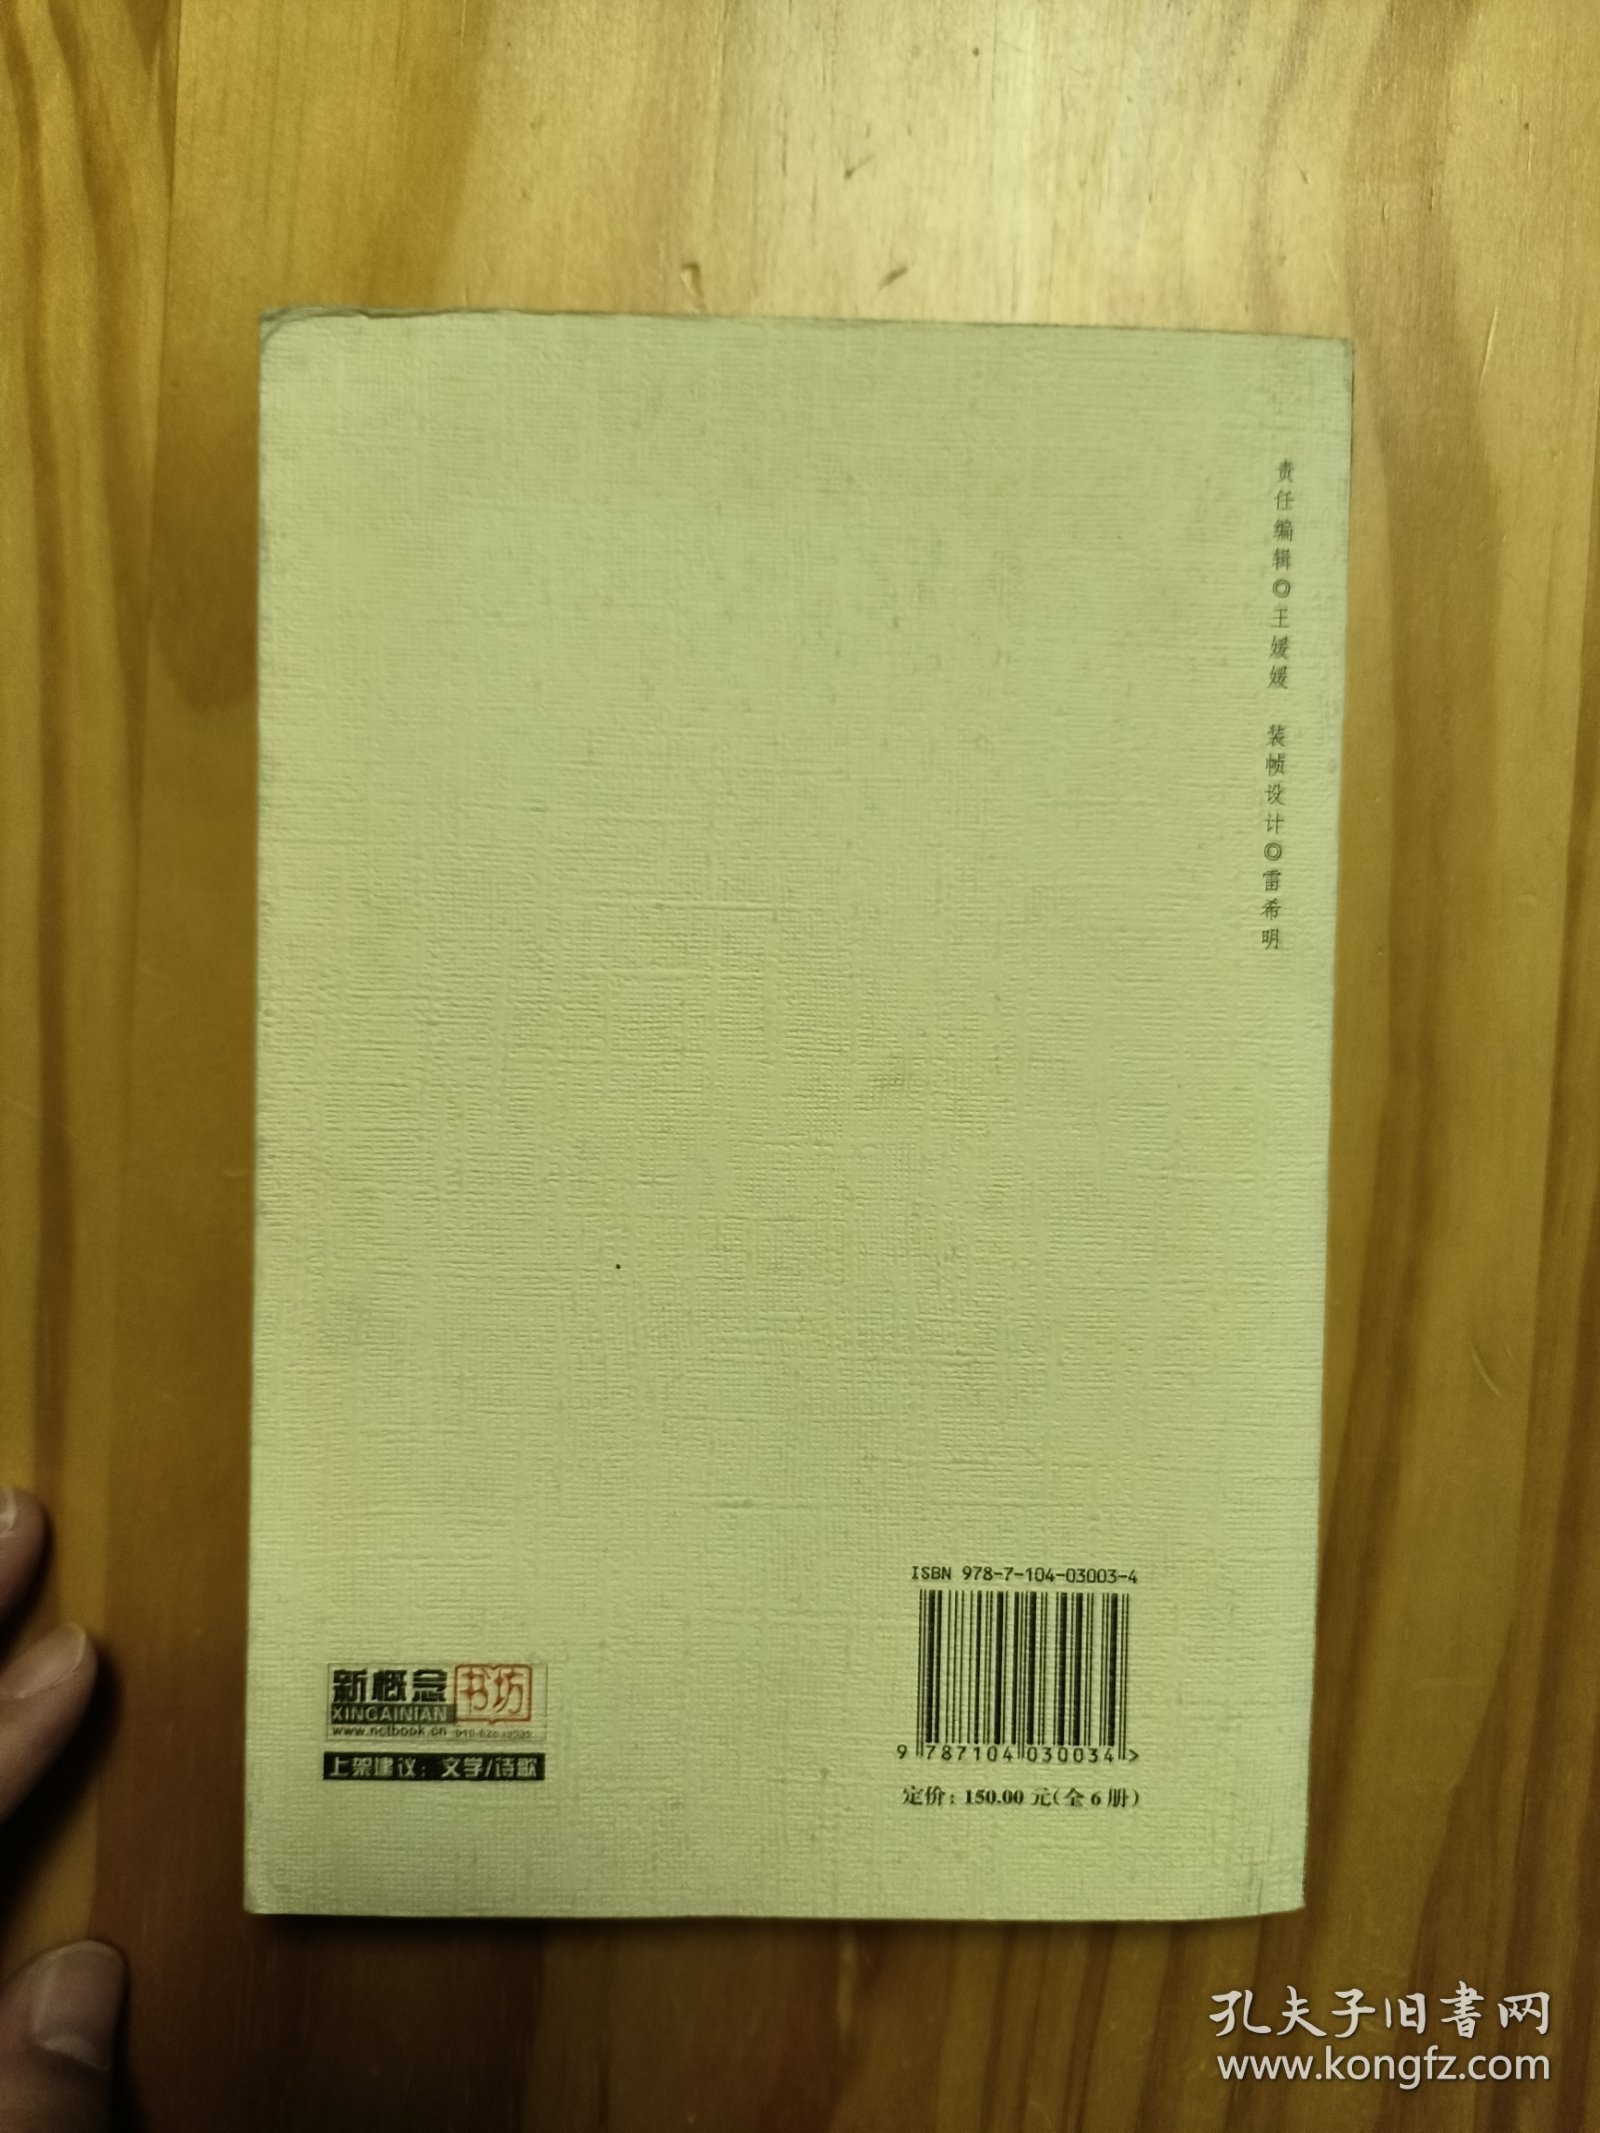 责任编辑◎王媛媛 装帧设计◎雷希明
ISBN 978-7-104-03003-4
9 787104 030034 >
定价：150.00 元（全 6 册）
新概念书坊
XINGAINIAN
www.nctbook.cn
上架建议：文学/诗歌
孔夫子旧书网
www.kongfz.com